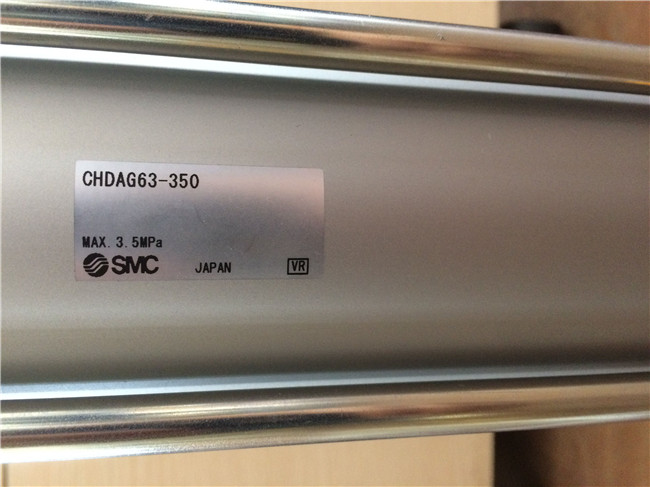 CHDAG63-350
MAX. 3.5MPa
SMC JAPAN VR